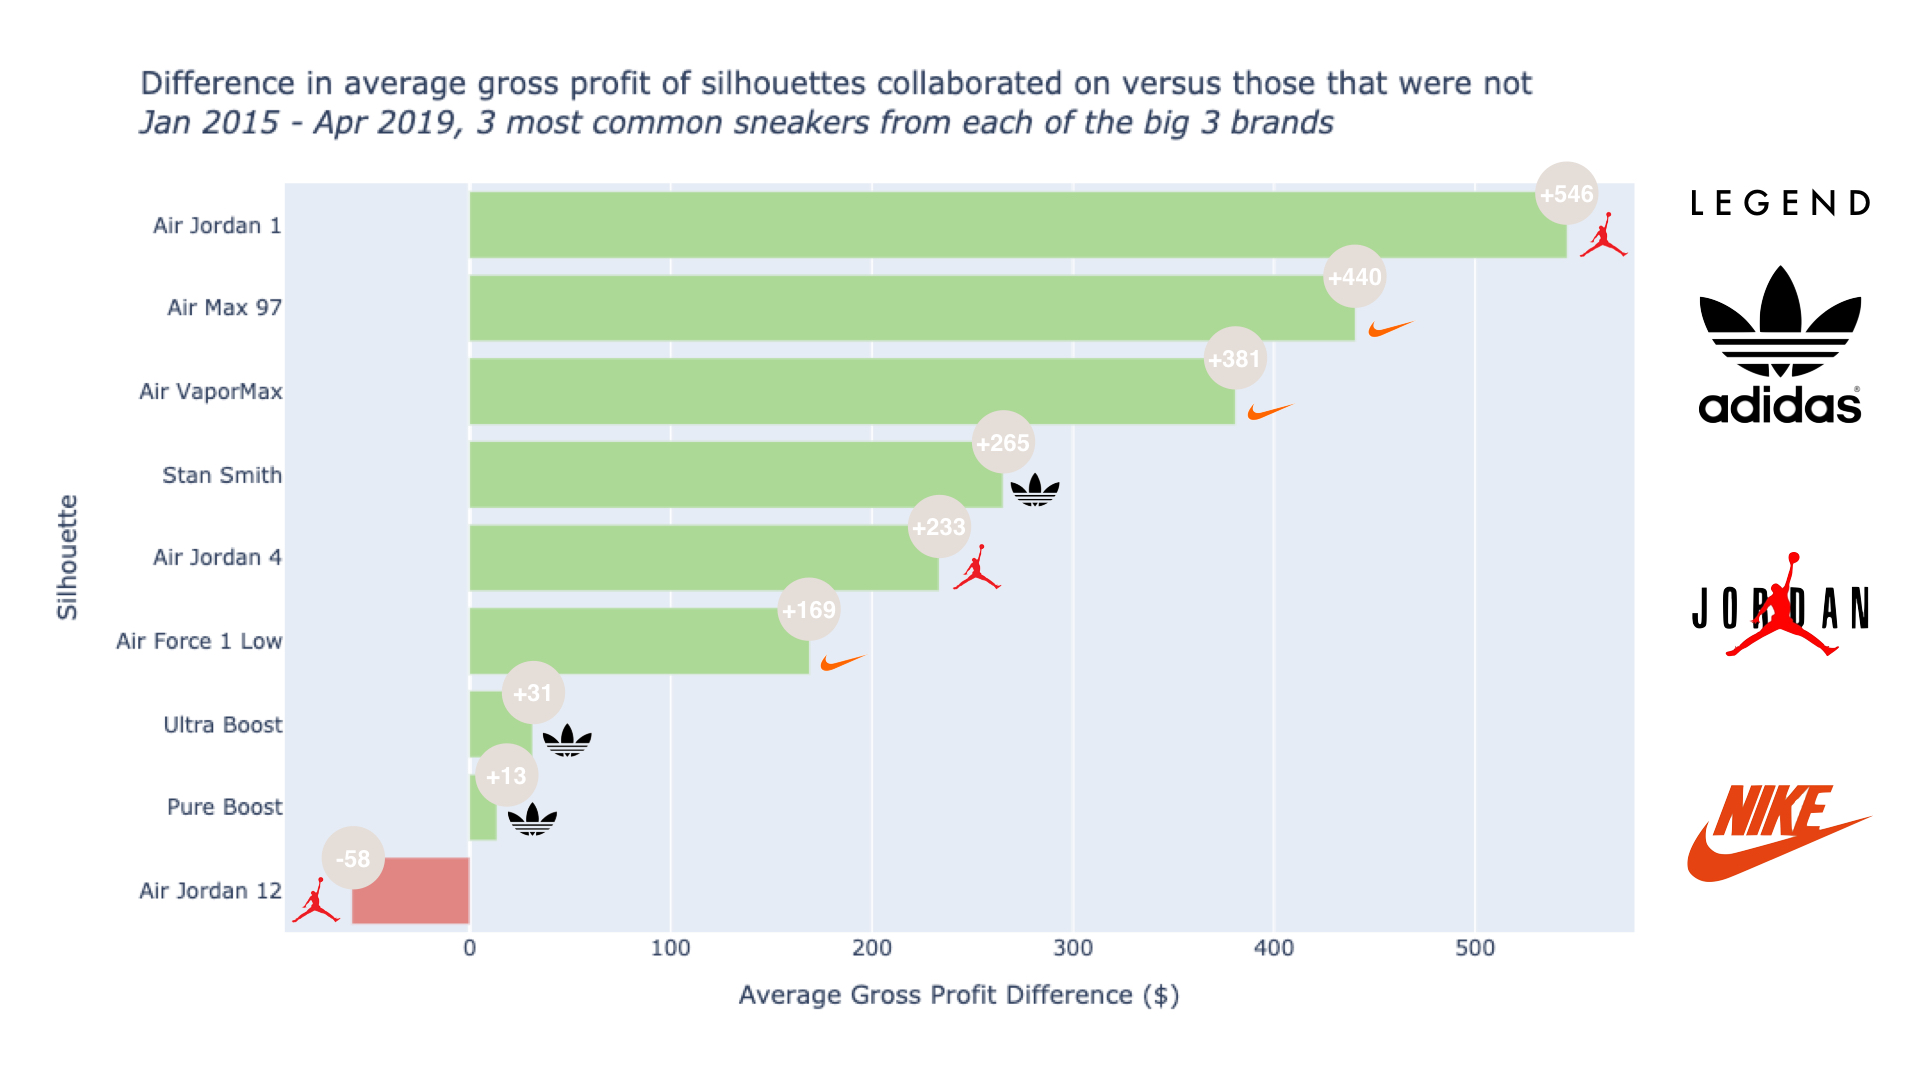 Difference in average gross profit of silhouettes collaborated on versus those that were not
Jan 2015 - Apr 2019, 3 most common sneakers from each of the big 3 brands
Silhouette
Air Jordan 1
+546
Air Max 97
+440
Air VaporMax
+381
Stan Smith
+265
Air Jordan 4
+233
Air Force 1 Low
+169
Ultra Boost
+31
Pure Boost
+13
Air Jordan 12
-58
0 100 200 300 400 500
Average Gross Profit Difference ($)
LEGEND
adidas®
JORDAN
NIKE